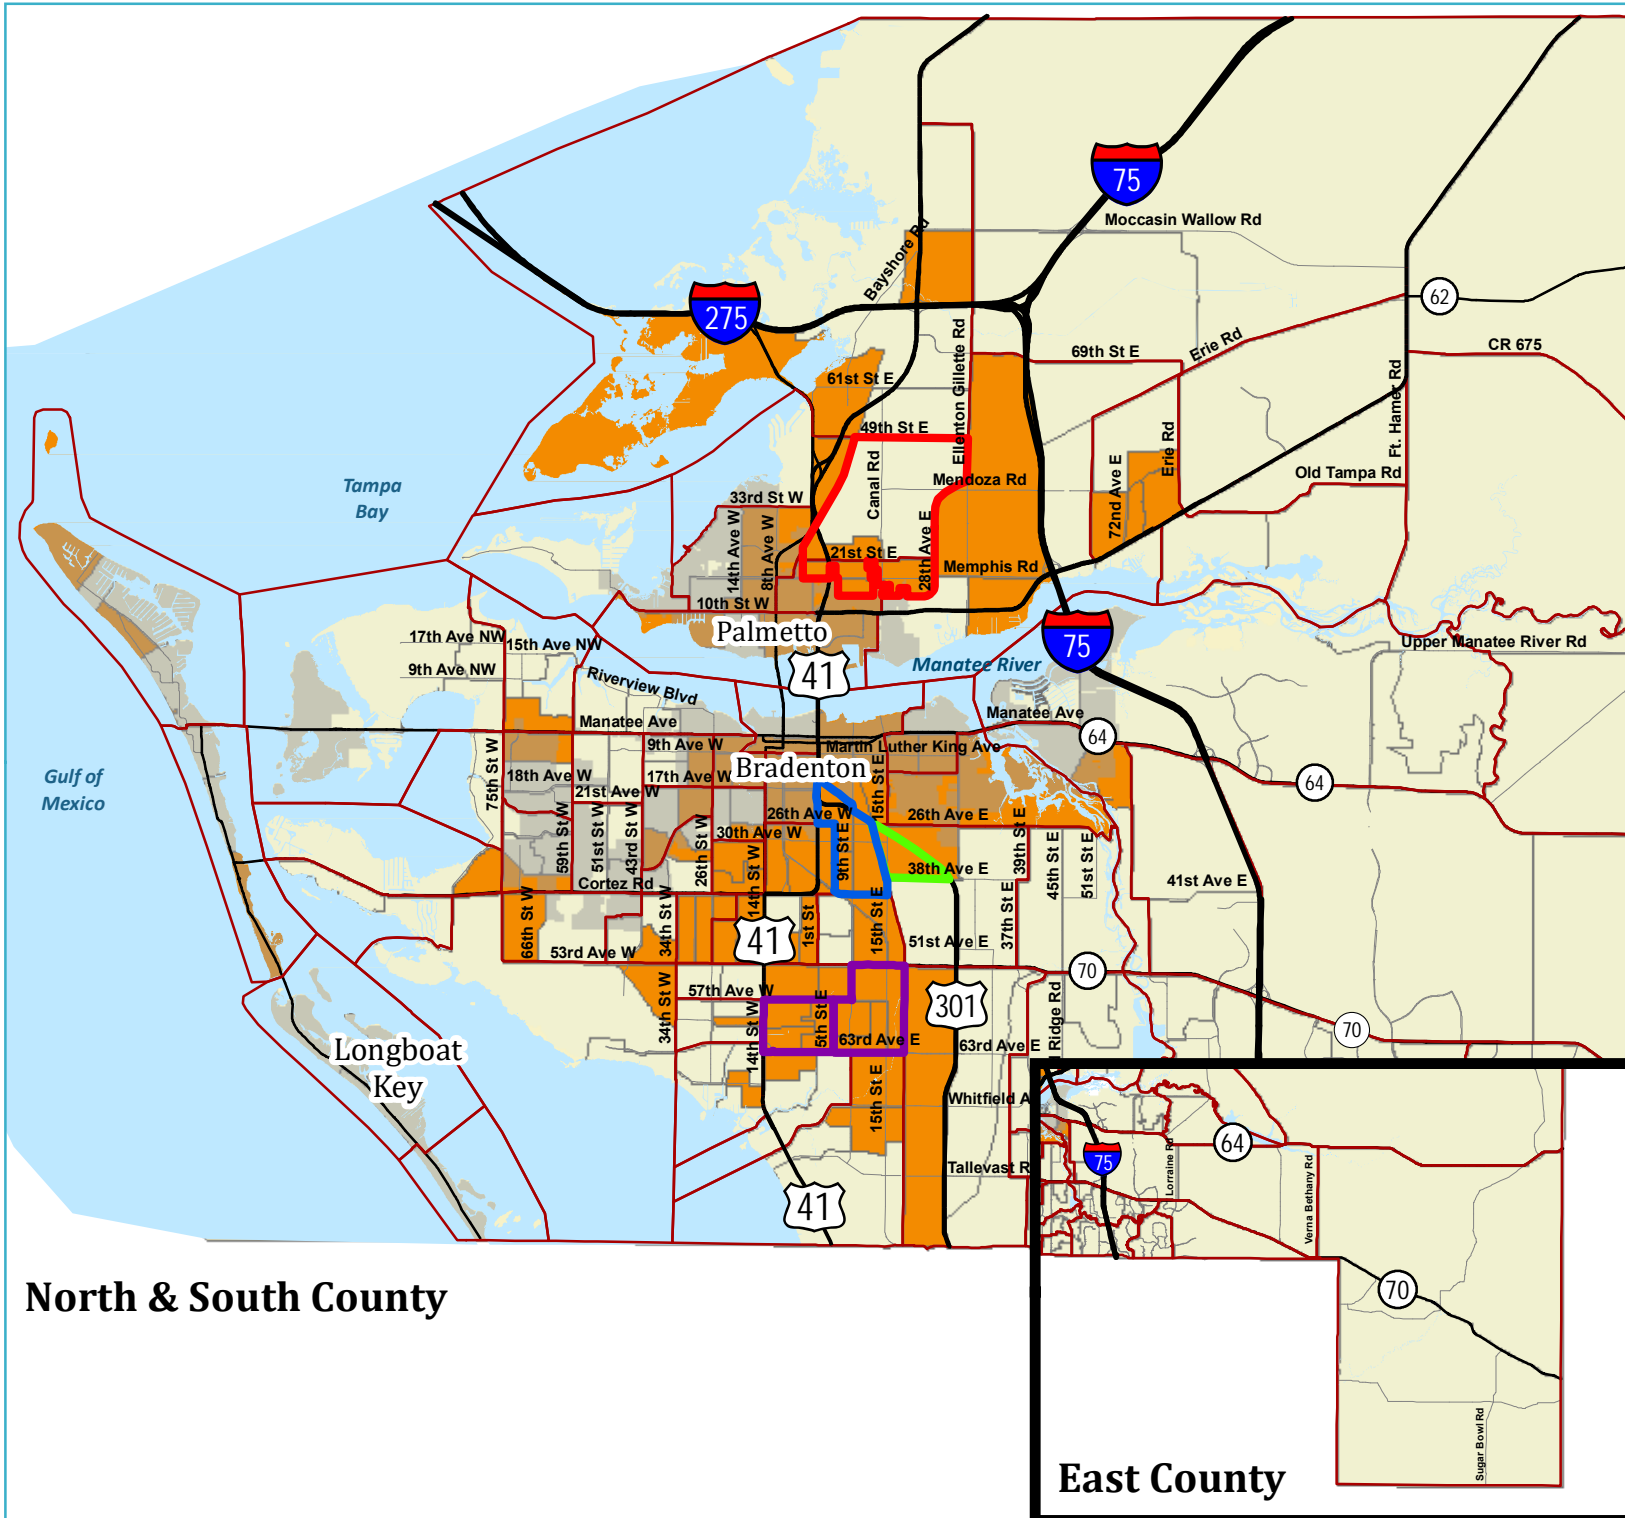 75
Moccasin Wallow Rd
Bayshore Rd
62
275
Ellenton Gillette Rd
69th St E
Erie Rd
CR 675
61st St E
Ft. Hamer Rd
49th St E
Canal Rd
Erie Rd
72nd Ave E
Old Tampa Rd
Mendoza Rd
Tampa
Bay
33rd St W
14th Ave W
8th Ave W
28th Ave E
21st St E
Memphis Rd
10th St W
Palmetto
75
17th Ave NW
15th Ave NW
Upper Manatee River Rd
9th Ave NW
Manatee River
41
Riverview Blvd
Manatee Ave
Manatee Ave
64
9th Ave W
Martin Luther King Ave
Bradenton
75th St W
18th Ave W
17th Ave W
15th St E
64
Gulf of
Mexico
21st Ave W
26th Ave W
26th Ave E
30th Ave W
59th St W
51st St W
43rd St W
26th St W
14th St W
9th St E
39th St E
45th St E
51st St E
38th Ave E
41st Ave E
Cortez Rd
66th St W
34th St W
1st St
15th St E
37th St E
41
51st Ave E
53rd Ave W
70
57th Ave W
34th St W
14th St W
5th St E
301
Ridge Rd
70
63rd Ave E
63rd Ave E
Longboat
Key
15th St E
Whitfield A
Tallevast R
41
75
64
Lorraine Rd
Verna Bethany Rd
70
Sugar Bowl Rd
North & South County
East County